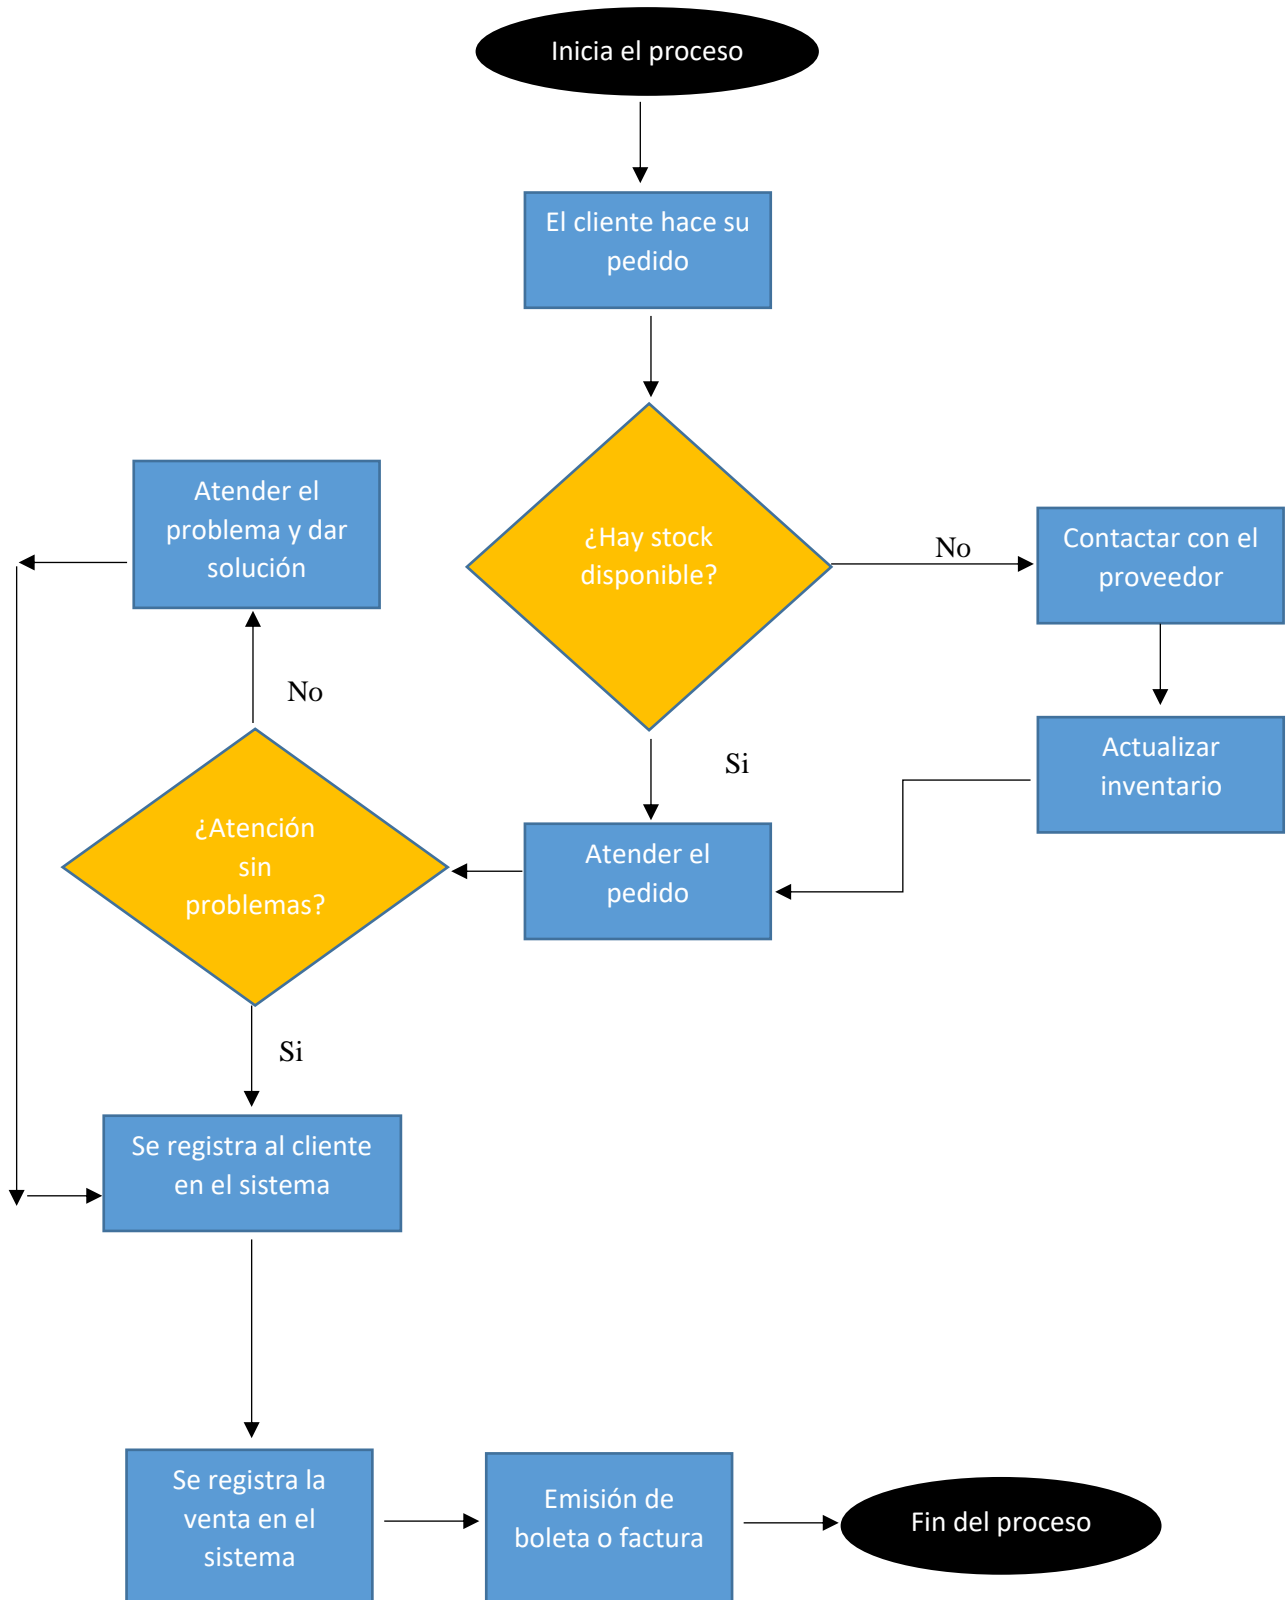 Inicia el proceso
El cliente hace su
pedido
¿Hay stock
disponible?
No
Contactar con el
proveedor
Actualizar
inventario
Si
Atender el
pedido
¿Atención
sin
problemas?
No
Atender el
problema y dar
solución
Si
Se registra al cliente
en el sistema
Se registra la
venta en el
sistema
Emisión de
boleta o factura
Fin del proceso